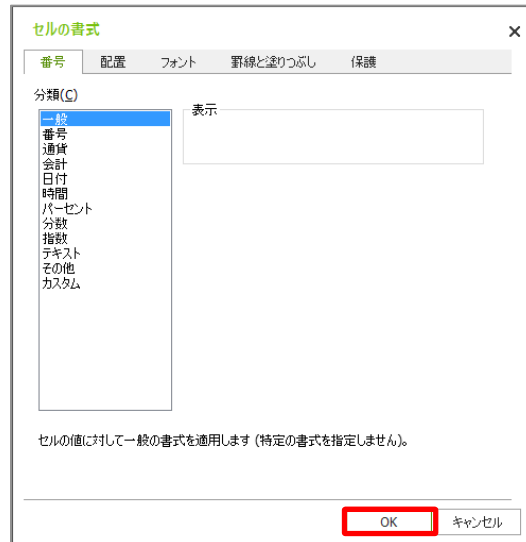 セルの書式
×
番号 配置 フォント 罫線と塗りつぶし 保護
分類(C)
表示
一般
番号
通貨
会計
日付
時間
パーセント
分数
指数
テキスト
その他
カスタム
セルの値に対して一般の書式を適用します (特定の書式を指定しません)。
OK キャンセル